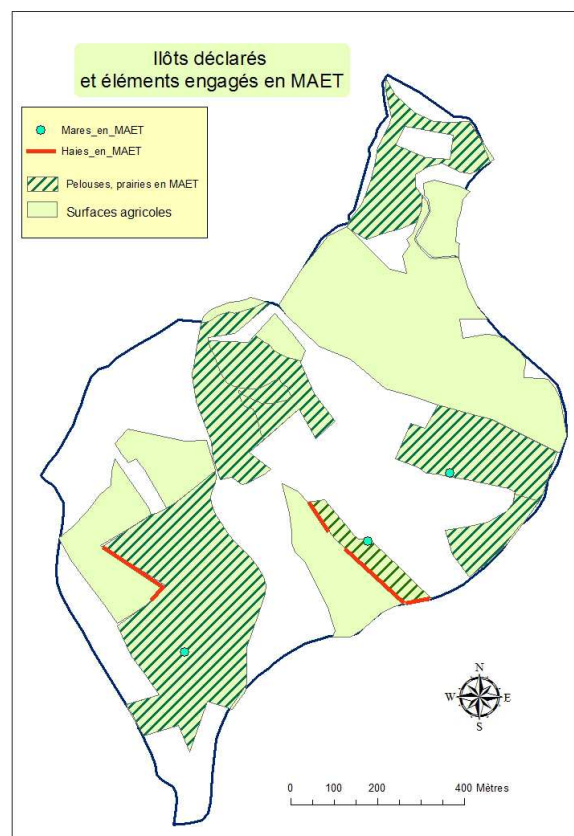 Ilôts déclarés
et éléments engagés en MAET
Mares_en_MAET
Haies_en_MAET
Pelouses, prairies en MAET
Surfaces agricoles
N
W E
S
0 100 200 400 Mètres